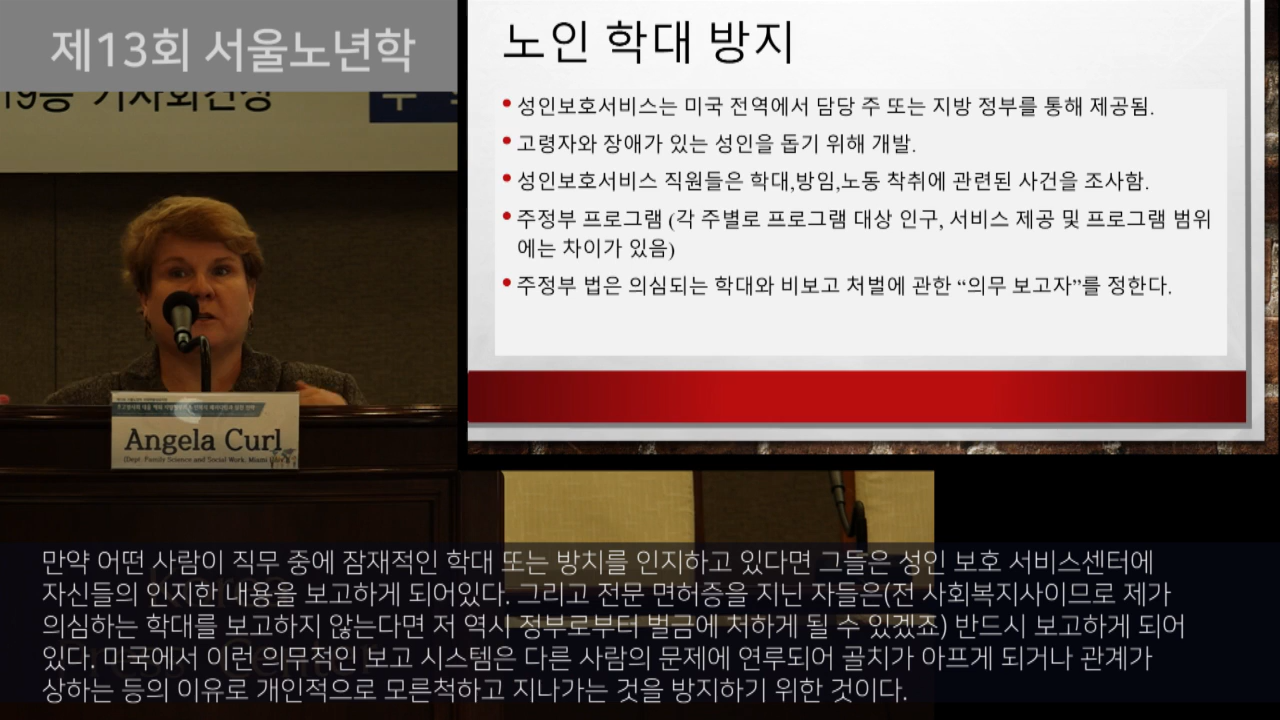 제13회 서울노년학
노인 학대 방지
• 성인보호서비스는 미국 전역에서 담당 주 또는 지방 정부를 통해 제공됨.
• 고령자와 장애가 있는 성인을 돕기 위해 개발.
• 성인보호서비스 직원들은 학대,방임,노동 착취에 관련된 사건을 조사함.
• 주정부 프로그램 (각 주별로 프로그램 대상 인구, 서비스 제공 및 프로그램 범위
에는 차이가 있음)
• 주정부 법은 의심되는 학대와 비보고 처벌에 관한 “의무 보고자”를 정한다.
Angela Curl
(Dept. Family Science and Social Work, Miami
만약 어떤 사람이 직무 중에 잠재적인 학대 또는 방치를 인지하고 있다면 그들은 성인 보호 서비스센터에
자신들의 인지한 내용을 보고하게 되어있다. 그리고 전문 면허증을 지닌 자들은(전 사회복지사이므로 제가
의심하는 학대를 보고하지 않는다면 저 역시 정부로부터 벌금에 처하게 될 수 있겠죠) 반드시 보고하게 되어
있다. 미국에서 이런 의무적인 보고 시스템은 다른 사람의 문제에 연루되어 골치가 아프게 되거나 관계가
상하는 등의 이유로 개인적으로 모른척하고 지나가는 것을 방지하기 위한 것이다.